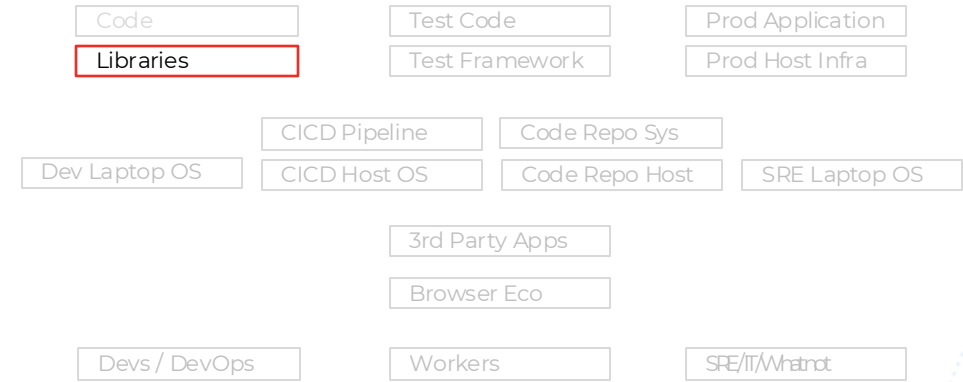 Code
Test Code
Prod Application
Libraries
Test Framework
Prod Host Infra
CICD Pipeline
Code Repo Sys
Dev Laptop OS
CICD Host OS
Code Repo Host
SRE Laptop OS
3rd Party Apps
Browser Eco
Devs / DevOps
Workers
SRE/IT/Whatnot